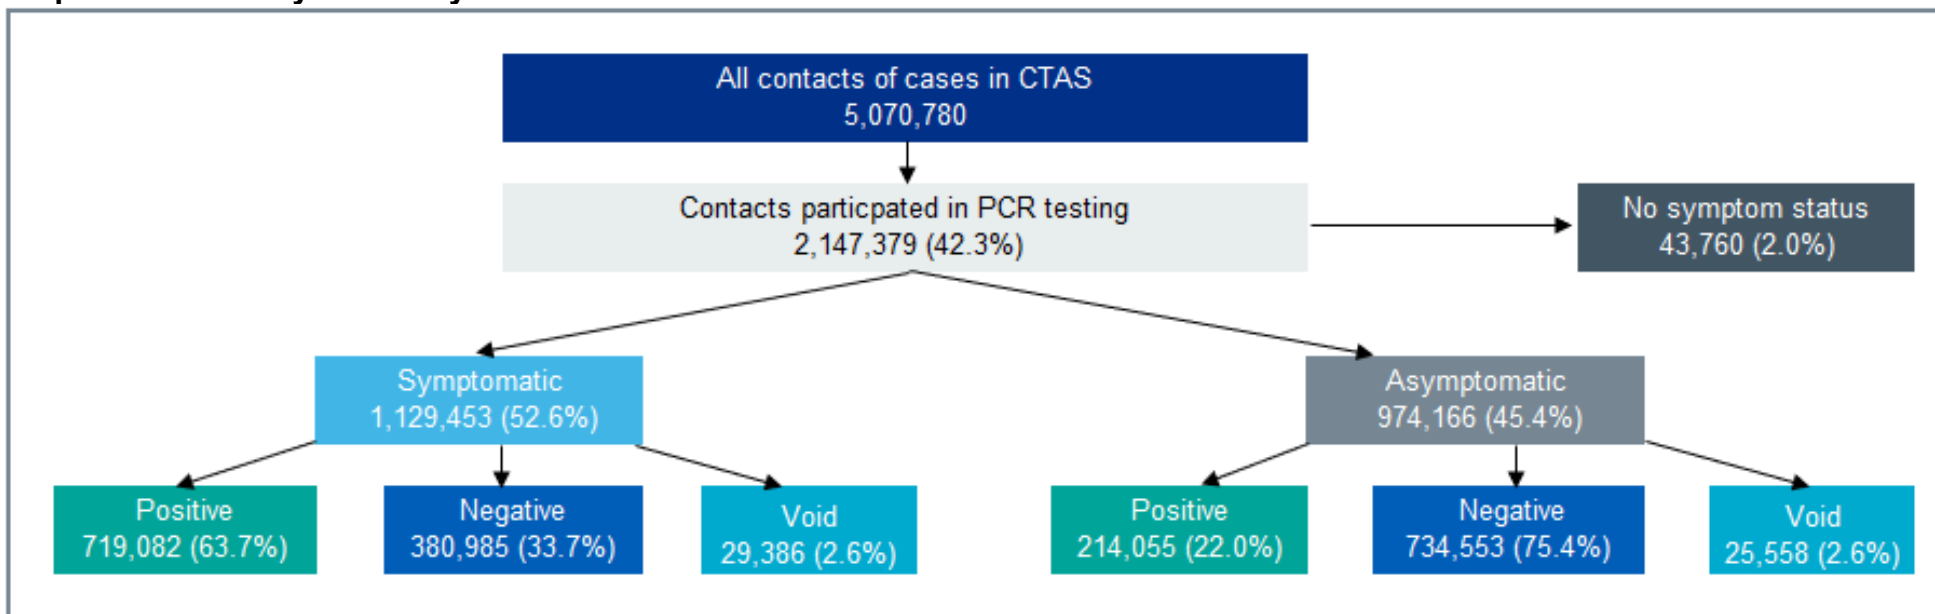 All contacts of cases in CTAS
5,070,780
Contacts particpated in PCR testing
2,147,379 (42.3%)
No symptom status
43,760 (2.0%)
Symptomatic
1,129,453 (52.6%)
Asymptomatic
974,166 (45.4%)
Positive
719,082 (63.7%)
Negative
380,985 (33.7%)
Void
29,386 (2.6%)
Positive
214,055 (22.0%)
Negative
734,553 (75.4%)
Void
25,558 (2.6%)